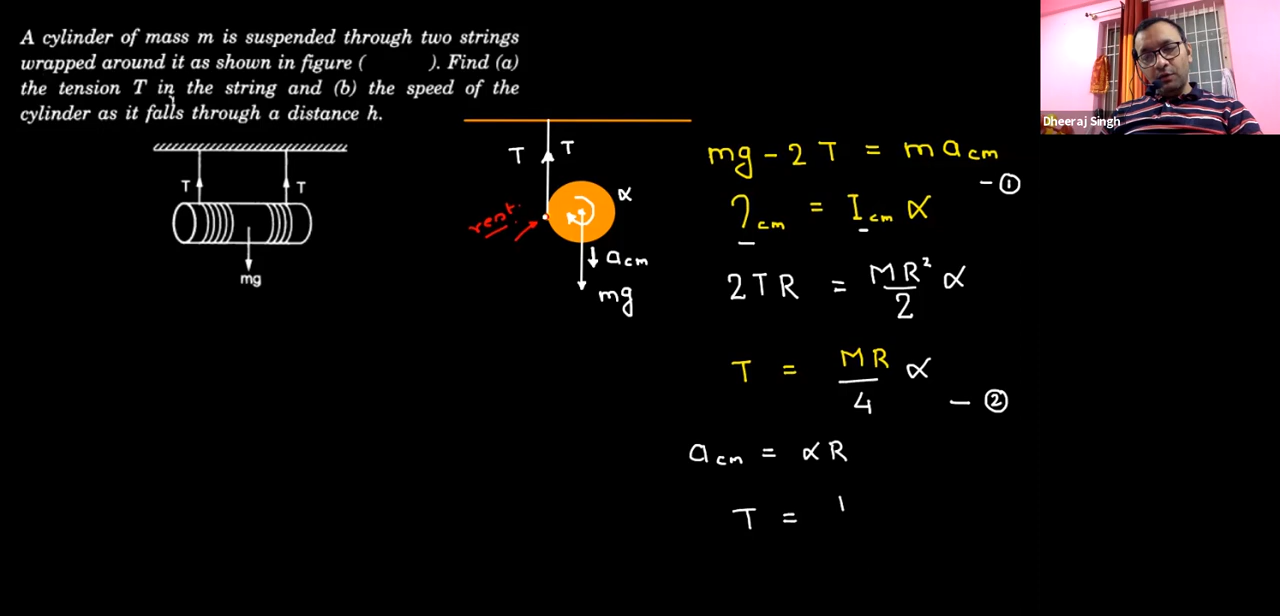 A cylinder of mass m is suspended through two strings
wrapped around it as shown in figure ( ). Find (a)
the tension T in the string and (b) the speed of the
cylinder as it falls through a distance h.
T T
mg
T T
α
rest.
a cm
mg
mg - 2T = m a cm - ①
τ cm = I cm α
2TR = MR²/2 α
T = MR/4 α - ②
a cm = αR
T =
Dheeraj Singh